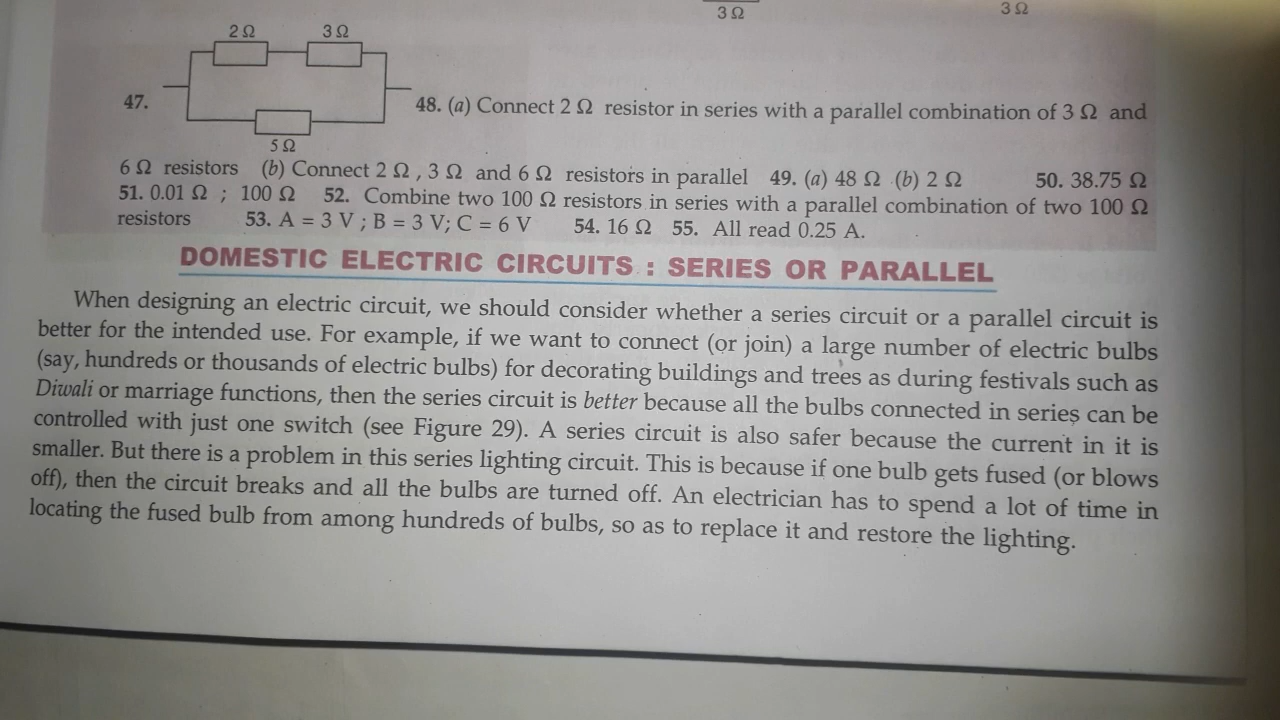 3 Ω 3 Ω
2 Ω 3 Ω
47.
5 Ω
48. (a) Connect 2 Ω resistor in series with a parallel combination of 3 Ω and
6 Ω resistors (b) Connect 2 Ω , 3 Ω and 6 Ω resistors in parallel 49. (a) 48 Ω (b) 2 Ω 50. 38.75 Ω
51. 0.01 Ω ; 100 Ω 52. Combine two 100 Ω resistors in series with a parallel combination of two 100 Ω
resistors 53. A = 3 V ; B = 3 V; C = 6 V 54. 16 Ω 55. All read 0.25 A.
DOMESTIC ELECTRIC CIRCUITS : SERIES OR PARALLEL
When designing an electric circuit, we should consider whether a series circuit or a parallel circuit is
better for the intended use. For example, if we want to connect (or join) a large number of electric bulbs
(say, hundreds or thousands of electric bulbs) for decorating buildings and trees as during festivals such as
Diwali or marriage functions, then the series circuit is better because all the bulbs connected in series can be
controlled with just one switch (see Figure 29). A series circuit is also safer because the current in it is
smaller. But there is a problem in this series lighting circuit. This is because if one bulb gets fused (or blows
off), then the circuit breaks and all the bulbs are turned off. An electrician has to spend a lot of time in
locating the fused bulb from among hundreds of bulbs, so as to replace it and restore the lighting.